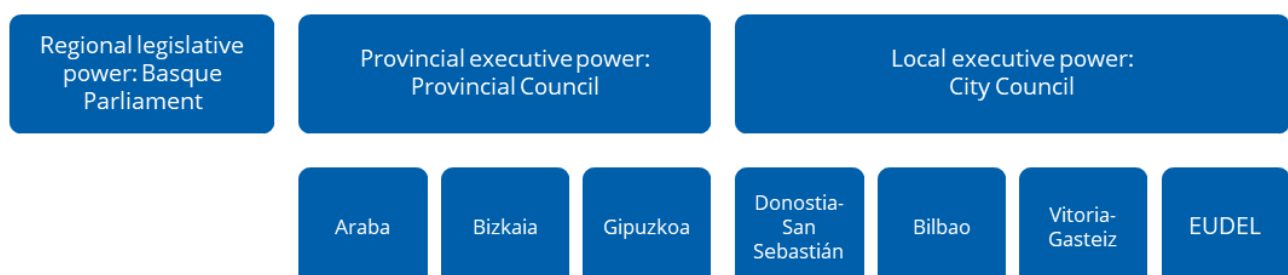 Regional legislative
power: Basque
Parliament
Provincial executive power:
Provincial Council
Local executive power:
City Council
Araba
Bizkaia
Gipuzkoa
Donostia-
San
Sebastián
Bilbao
Vitoria-
Gasteiz
EUDEL